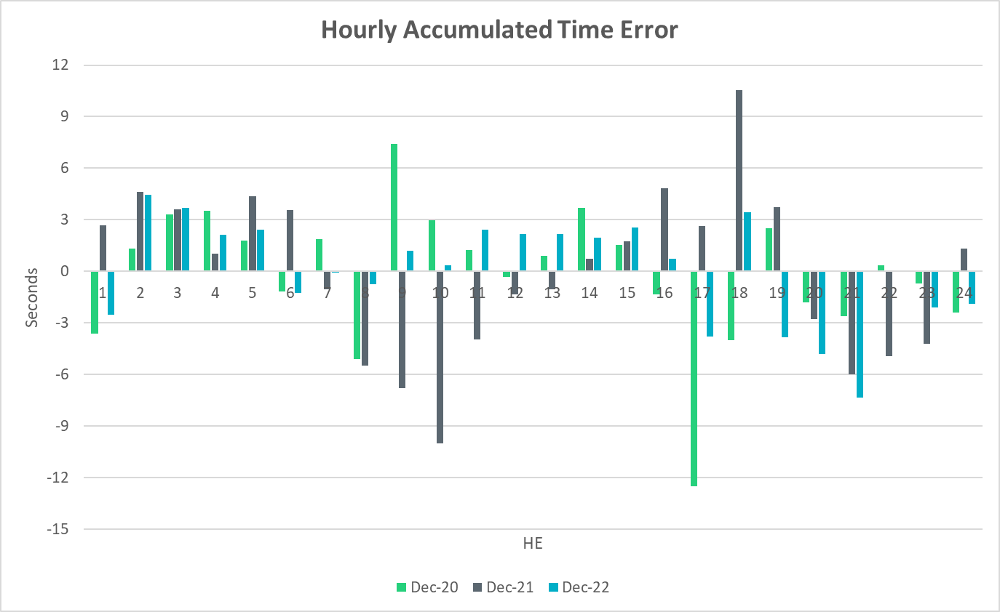 Hourly Accumulated Time Error
12
9
6
3
0
-3
-6
-9
-12
-15
Seconds
1 2 3 4 5 6 7 8 9 10 11 12 13 14 15 16 17 18 19 20 21 22 23 24
HE
Dec-20 Dec-21 Dec-22